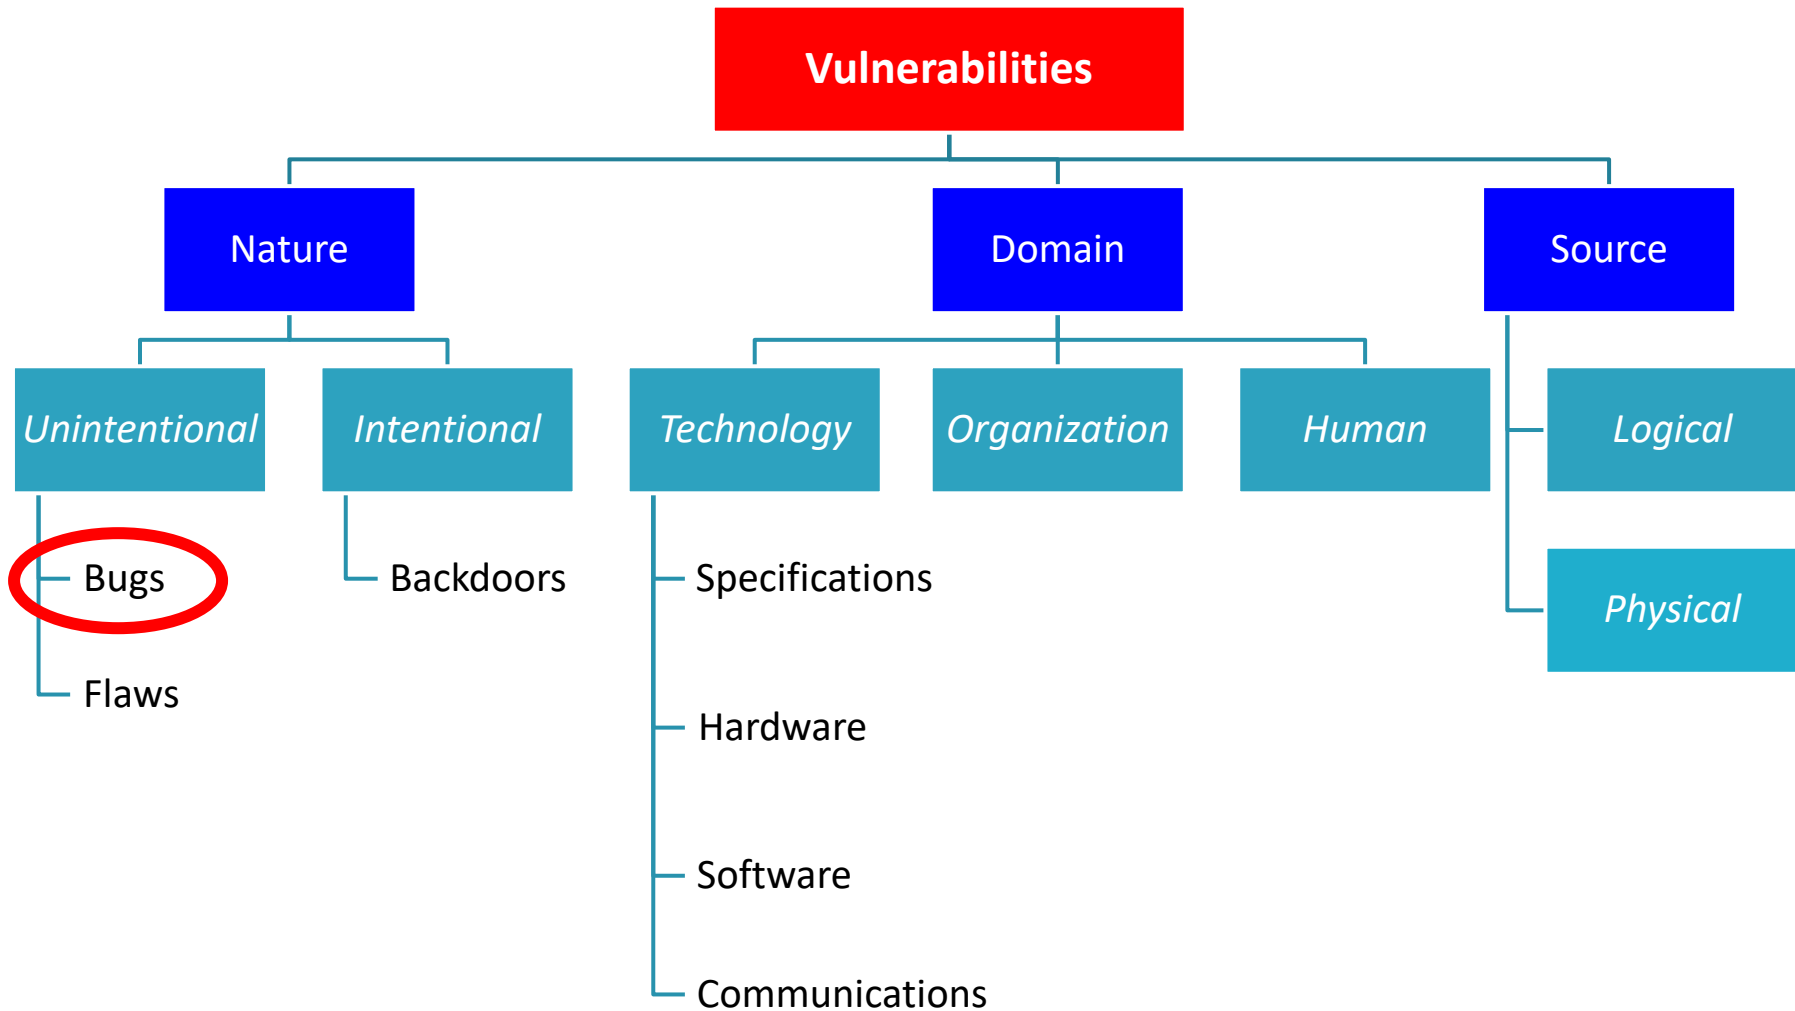 Vulnerabilities
Nature
Domain
Source
Unintentional
Intentional
Technology
Organization
Human
Logical
Bugs
Backdoors
Specifications
Physical
Flaws
Hardware
Software
Communications